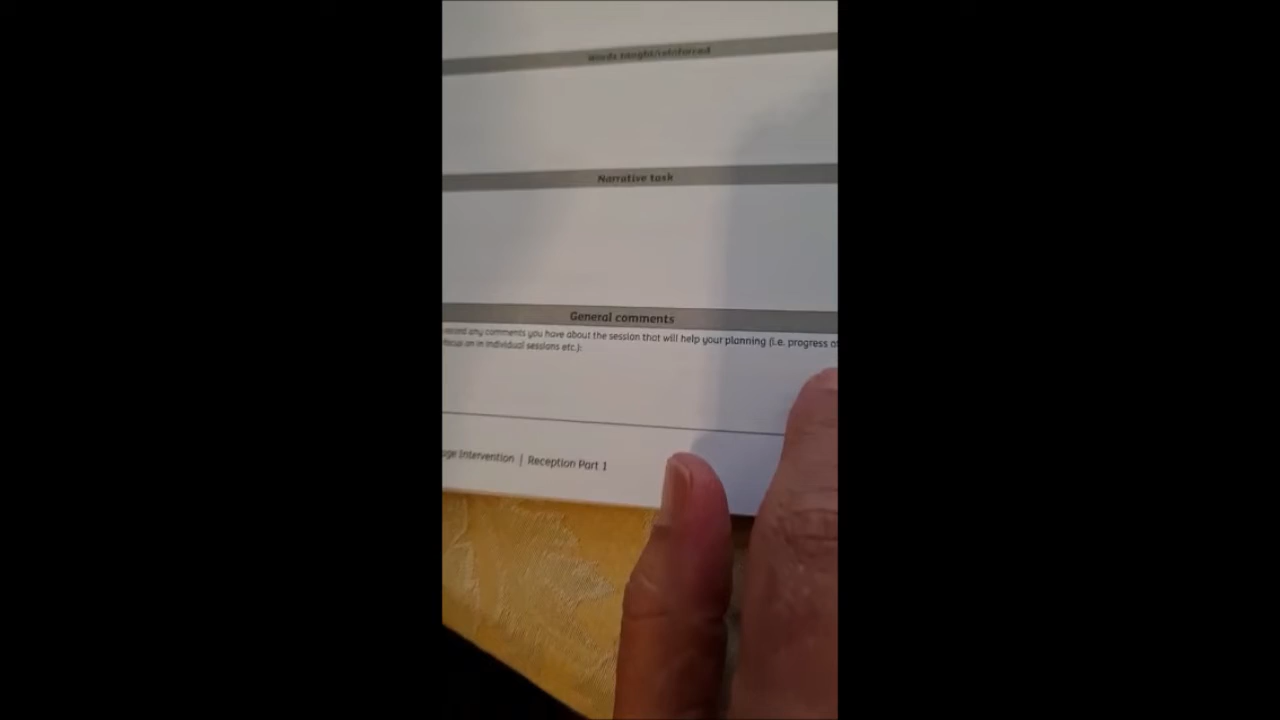 Words taught/reinforced
Narrative task
General comments
record any comments you have about the session that will help your planning (i.e. progress
focus on in individual sessions etc.):
Intervention | Reception Part 1